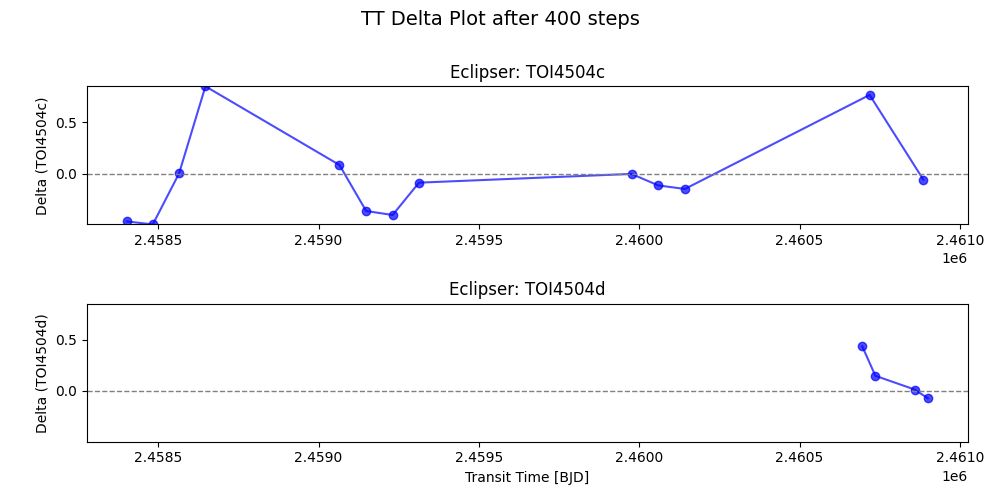 TT Delta Plot after 400 steps
Eclipser: TOI4504c
Delta (TOI4504c)
0.5
0.0
2.4585 2.4590 2.4595 2.4600 2.4605 2.4610
1e6
Eclipser: TOI4504d
Delta (TOI4504d)
0.5
0.0
2.4585 2.4590 2.4595 2.4600 2.4605 2.4610
1e6
Transit Time [BJD]